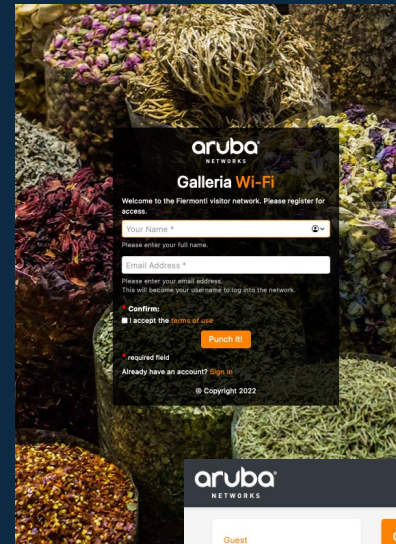 aruba
NETWORKS
Galleria Wi-Fi
Welcome to the Fiermonti visitor network. Please register for
access.
Your Name *
Please enter your full name.
Email Address *
Please enter your email address.
This will become your username to log into the network.
* Confirm:
I accept the terms of use
Punch It!
* required field
Already have an account? Sign In
© Copyright 2022
aruba
NETWORKS
Guest